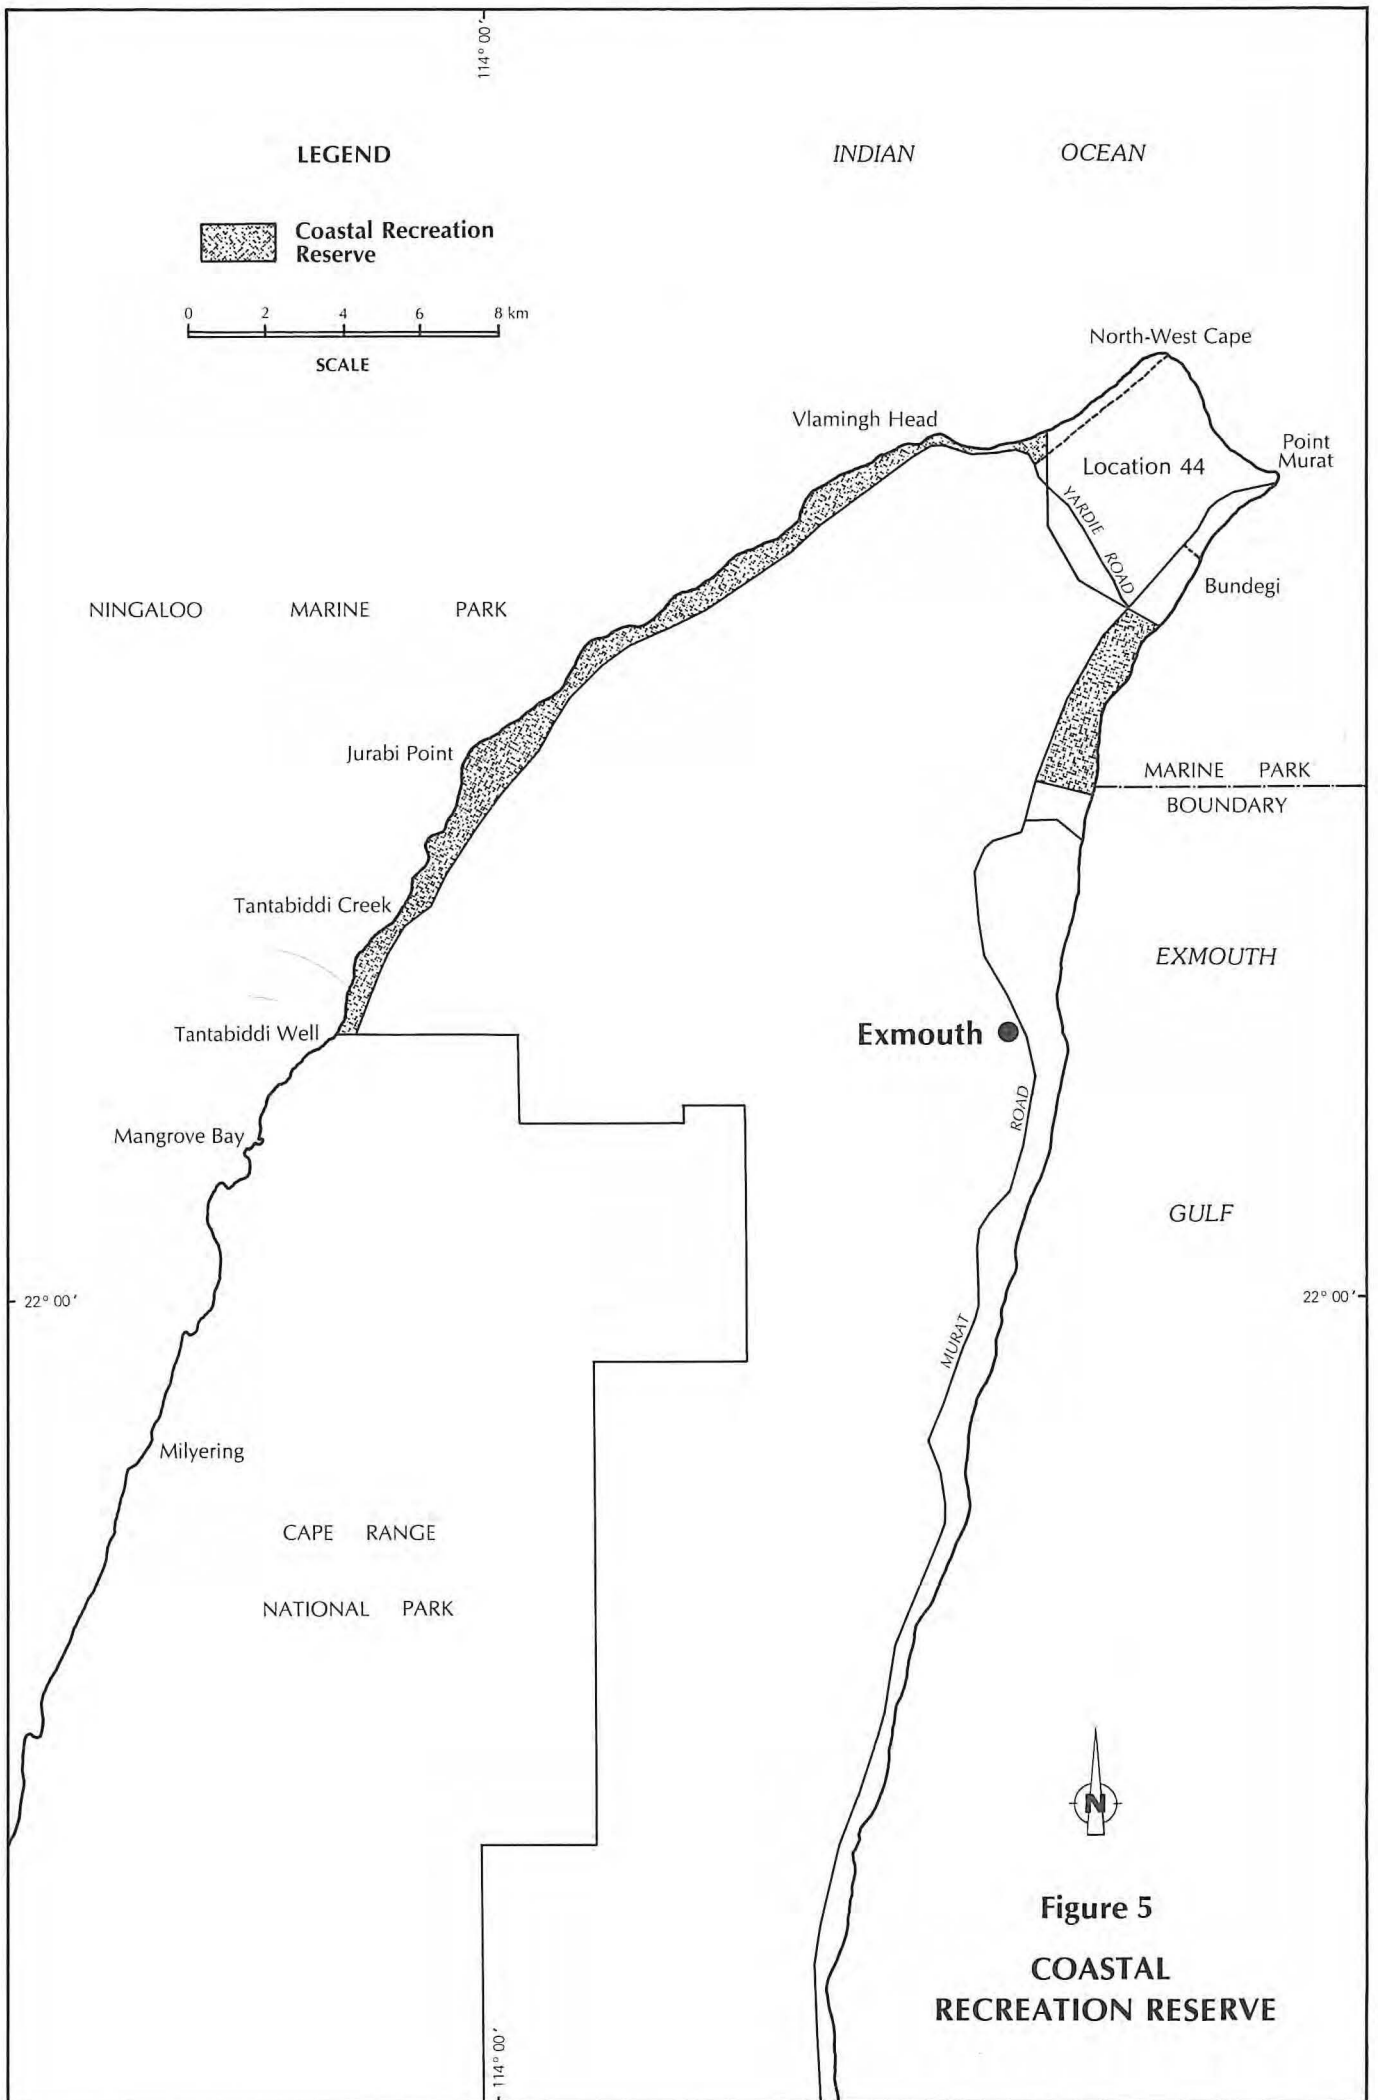 114° 00'
LEGEND
INDIAN OCEAN
Coastal Recreation
Reserve
0 2 4 6 8 km
SCALE
North-West Cape
Vlamingh Head
Point
Murat
Location 44
YARDIE ROAD
Bundegi
NINGALOO MARINE PARK
Jurabi Point
MARINE PARK
BOUNDARY
Tantabiddi Creek
EXMOUTH
Tantabiddi Well
Exmouth
ROAD
Mangrove Bay
GULF
22° 00'
22° 00'
MURAT
Milyering
CAPE RANGE
NATIONAL PARK
N
Figure 5
COASTAL
RECREATION RESERVE
114° 00'